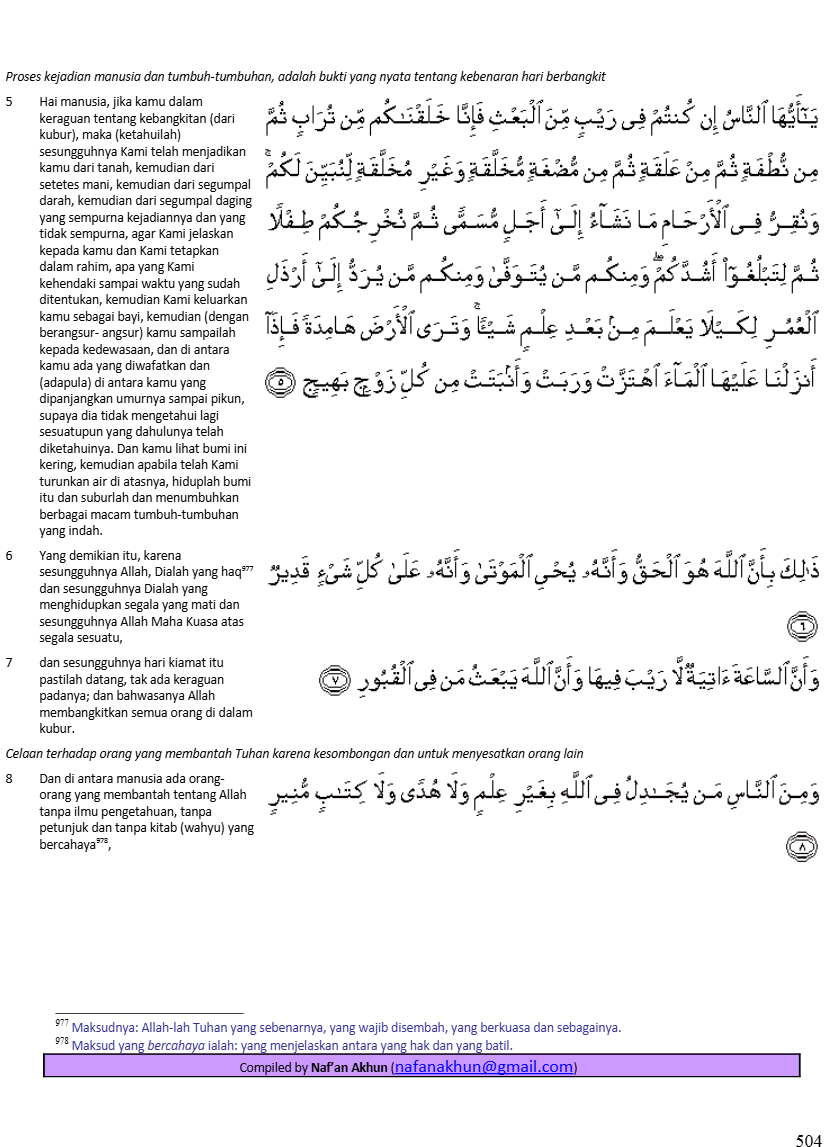 Proses kejadian manusia dan tumbuh-tumbuhan, adalah bukti yang nyata tentang kebenaran hari berbangkit
5 Hai manusia, jika kamu dalam
keraguan tentang kebangkitan (dari
kubur), maka (ketahuilah)
sesungguhnya Kami telah menjadikan
kamu dari tanah, kemudian dari
setetes mani, kemudian dari segumpal
darah, kemudian dari segumpal daging
yang sempurna kejadiannya dan yang
tidak sempurna, agar Kami jelaskan
kepada kamu dan Kami tetapkan
dalam rahim, apa yang Kami
kehendaki sampai waktu yang sudah
ditentukan, kemudian Kami keluarkan
kamu sebagai bayi, kemudian (dengan
berangsur- angsur) kamu sampailah
kepada kedewasaan, dan di antara
kamu ada yang diwafatkan dan
(adapula) di antara kamu yang
dipanjangkan umurnya sampai pikun,
supaya dia tidak mengetahui lagi
sesuatupun yang dahulunya telah
diketahuinya. Dan kamu lihat bumi ini
kering, kemudian apabila telah Kami
turunkan air di atasnya, hiduplah bumi
itu dan suburlah dan menumbuhkan
berbagai macam tumbuh-tumbuhan
yang indah.
يَـٰٓأَيُّهَا ٱلنَّاسُ إِن كُنتُمْ فِى رَيْبٍ مِّنَ ٱلْبَعْثِ فَإِنَّا خَلَقْنَـٰكُم مِّن تُرَابٍ ثُمَّ
مِن نُّطْفَةٍ ثُمَّ مِنْ عَلَقَةٍ ثُمَّ مِن مُّضْغَةٍ مُّخَلَّقَةٍ وَغَيْرِ مُخَلَّقَةٍ لِّنُبَيِّنَ لَكُمْ ۚ
وَنُقِرُّ فِى ٱلْأَرْحَامِ مَا نَشَآءُ إِلَىٰٓ أَجَلٍ مُّسَمًّى ثُمَّ نُخْرِجُكُمْ طِفْلًا
ثُمَّ لِتَبْلُغُوٓا۟ أَشُدَّكُمْ ۖ وَمِنكُم مَّن يُتَوَفَّىٰ وَمِنكُم مَّن يُرَدُّ إِلَىٰٓ أَرْذَلِ
ٱلْعُمُرِ لِكَيْلَا يَعْلَمَ مِنۢ بَعْدِ عِلْمٍ شَيْـًٔا ۚ وَتَرَى ٱلْأَرْضَ هَامِدَةً فَإِذَآ
أَنزَلْنَا عَلَيْهَا ٱلْمَآءَ ٱهْتَزَّتْ وَرَبَتْ وَأَنۢبَتَتْ مِن كُلِّ زَوْجٍۭ بَهِيجٍ ٥
6 Yang demikian itu, karena
sesungguhnya Allah, Dialah yang haq977
dan sesungguhnya Dialah yang
menghidupkan segala yang mati dan
sesungguhnya Allah Maha Kuasa atas
segala sesuatu,
ذَٰلِكَ بِأَنَّ ٱللَّهَ هُوَ ٱلْحَقُّ وَأَنَّهُۥ يُحْىِ ٱلْمَوْتَىٰ وَأَنَّهُۥ عَلَىٰ كُلِّ شَىْءٍ قَدِيرٌ
٦
7 dan sesungguhnya hari kiamat itu
pastilah datang, tak ada keraguan
padanya; dan bahwasanya Allah
membangkitkan semua orang di dalam
kubur.
وَأَنَّ ٱلسَّاعَةَ ءَاتِيَةٌ لَّا رَيْبَ فِيهَا وَأَنَّ ٱللَّهَ يَبْعَثُ مَن فِى ٱلْقُبُورِ ٧
Celaan terhadap orang yang membantah Tuhan karena kesombongan dan untuk menyesatkan orang lain
8 Dan di antara manusia ada orang-
orang yang membantah tentang Allah
tanpa ilmu pengetahuan, tanpa
petunjuk dan tanpa kitab (wahyu) yang
bercahaya978,
وَمِنَ ٱلنَّاسِ مَن يُجَـٰدِلُ فِى ٱللَّهِ بِغَيْرِ عِلْمٍ وَلَا هُدًى وَلَا كِتَـٰبٍ مُّنِيرٍ
٨
977 Maksudnya: Allah-lah Tuhan yang sebenarnya, yang wajib disembah, yang berkuasa dan sebagainya.
978 Maksud yang bercahaya ialah: yang menjelaskan antara yang hak dan yang batil.
Compiled by Naf’an Akhun (nafanakhun@gmail.com)
504